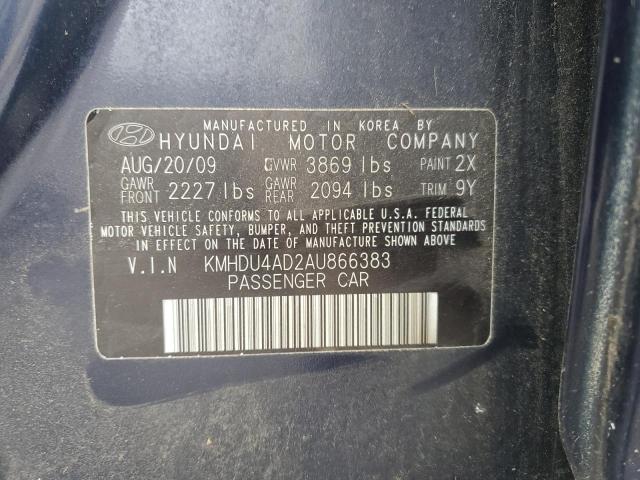 MANUFACTURED IN KOREA BY
HYUNDAI MOTOR COMPANY
AUG/20/09 GVWR 3869 lbs PAINT 2X
GAWR FRONT 2227 lbs GAWR REAR 2094 lbs TRIM 9Y
THIS VEHICLE CONFORMS TO ALL APPLICABLE U.S.A. FEDERAL
MOTOR VEHICLE SAFETY, BUMPER, AND THEFT PREVENTION STANDARDS
IN EFFECT ON THE DATE OF MANUFACTURE SHOWN ABOVE.
V.I.N KMHDU4AD2AU866383
PASSENGER CAR